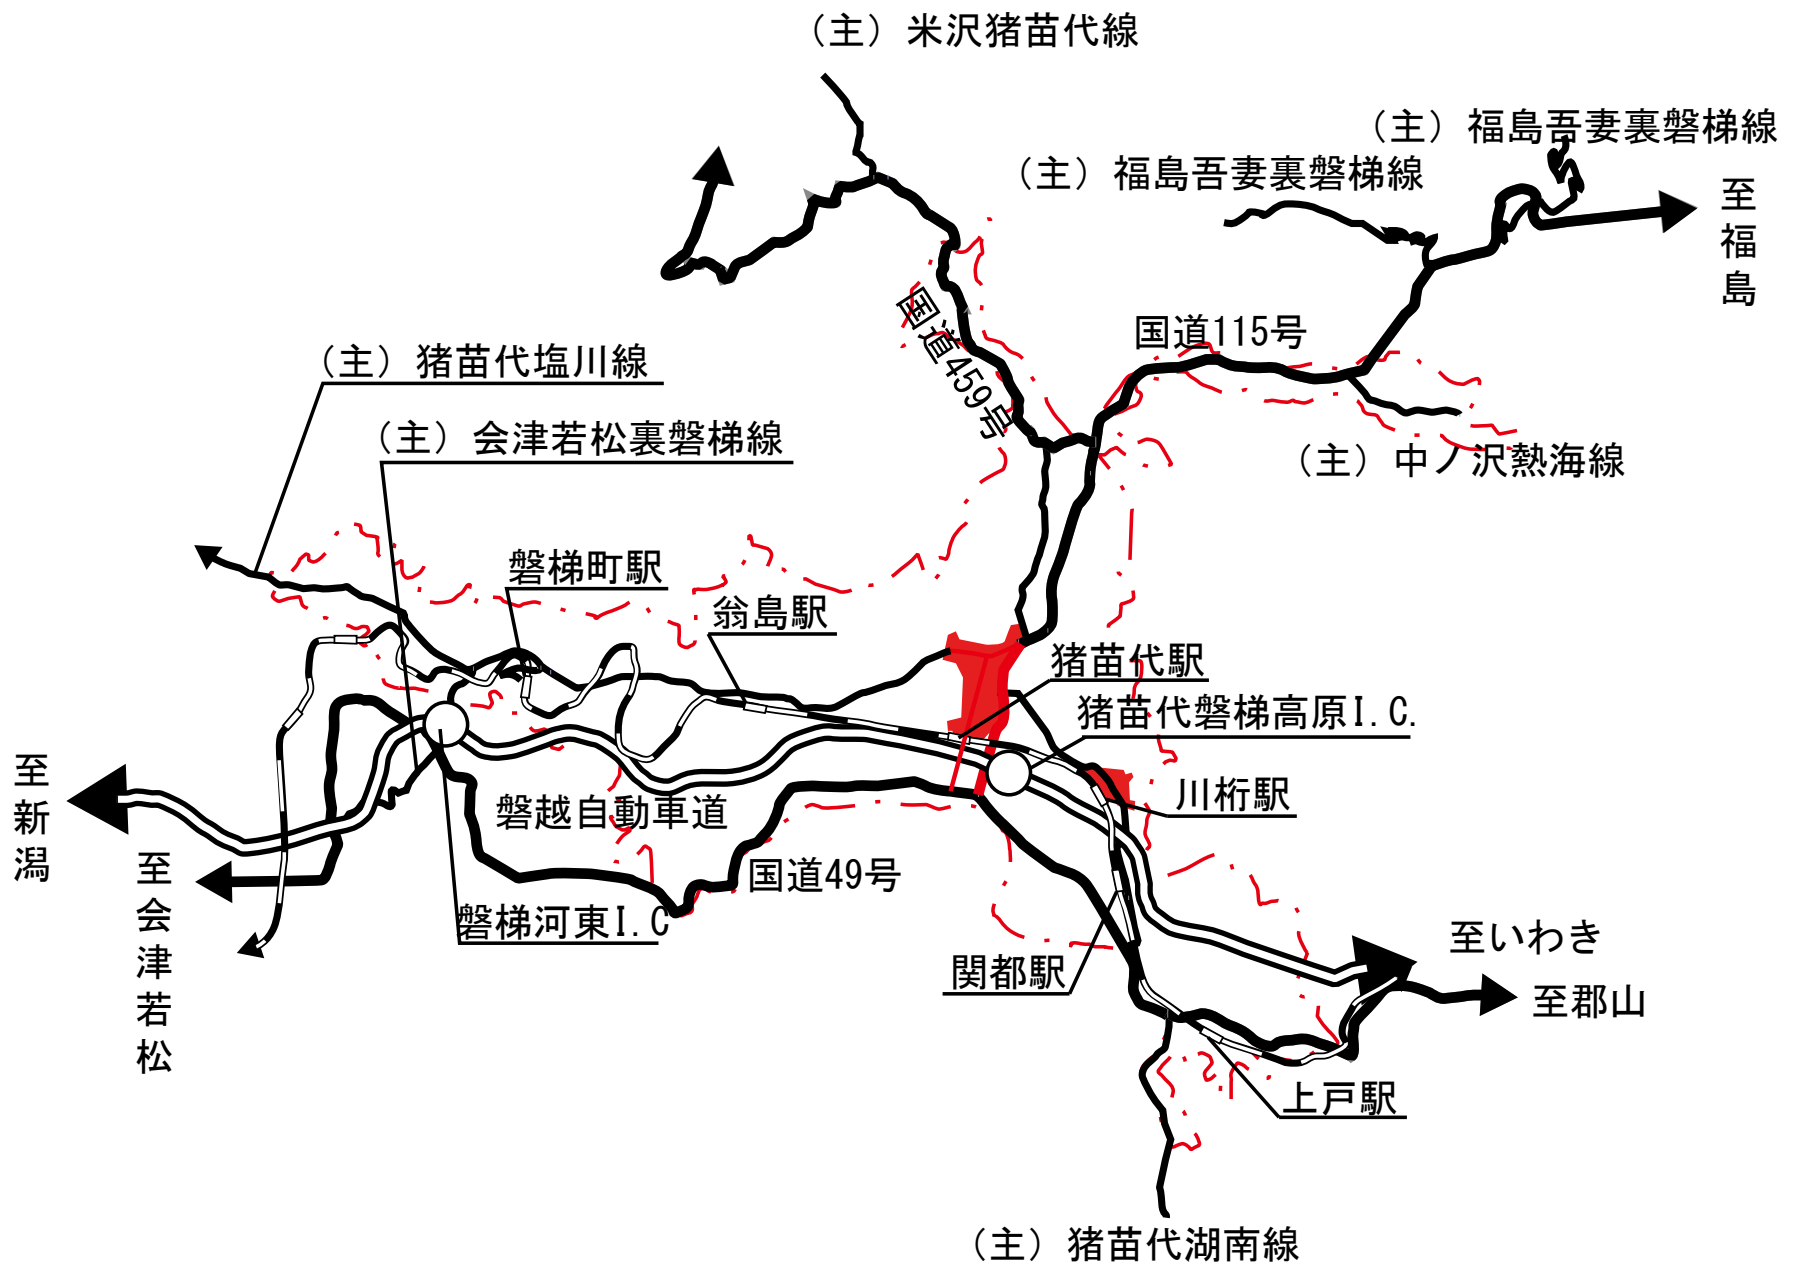 （主）米沢猪苗代線
（主）福島吾妻裏磐梯線
（主）福島吾妻裏磐梯線
至福島
国道459号
国道115号
（主）猪苗代塩川線
（主）会津若松裏磐梯線
（主）中ノ沢熱海線
磐梯町駅
翁島駅
猪苗代駅
猪苗代磐梯高原I.C.
川桁駅
至新潟
磐越自動車道
国道49号
至会津若松
磐梯河東I.C
関都駅
至いわき
至郡山
上戸駅
（主）猪苗代湖南線